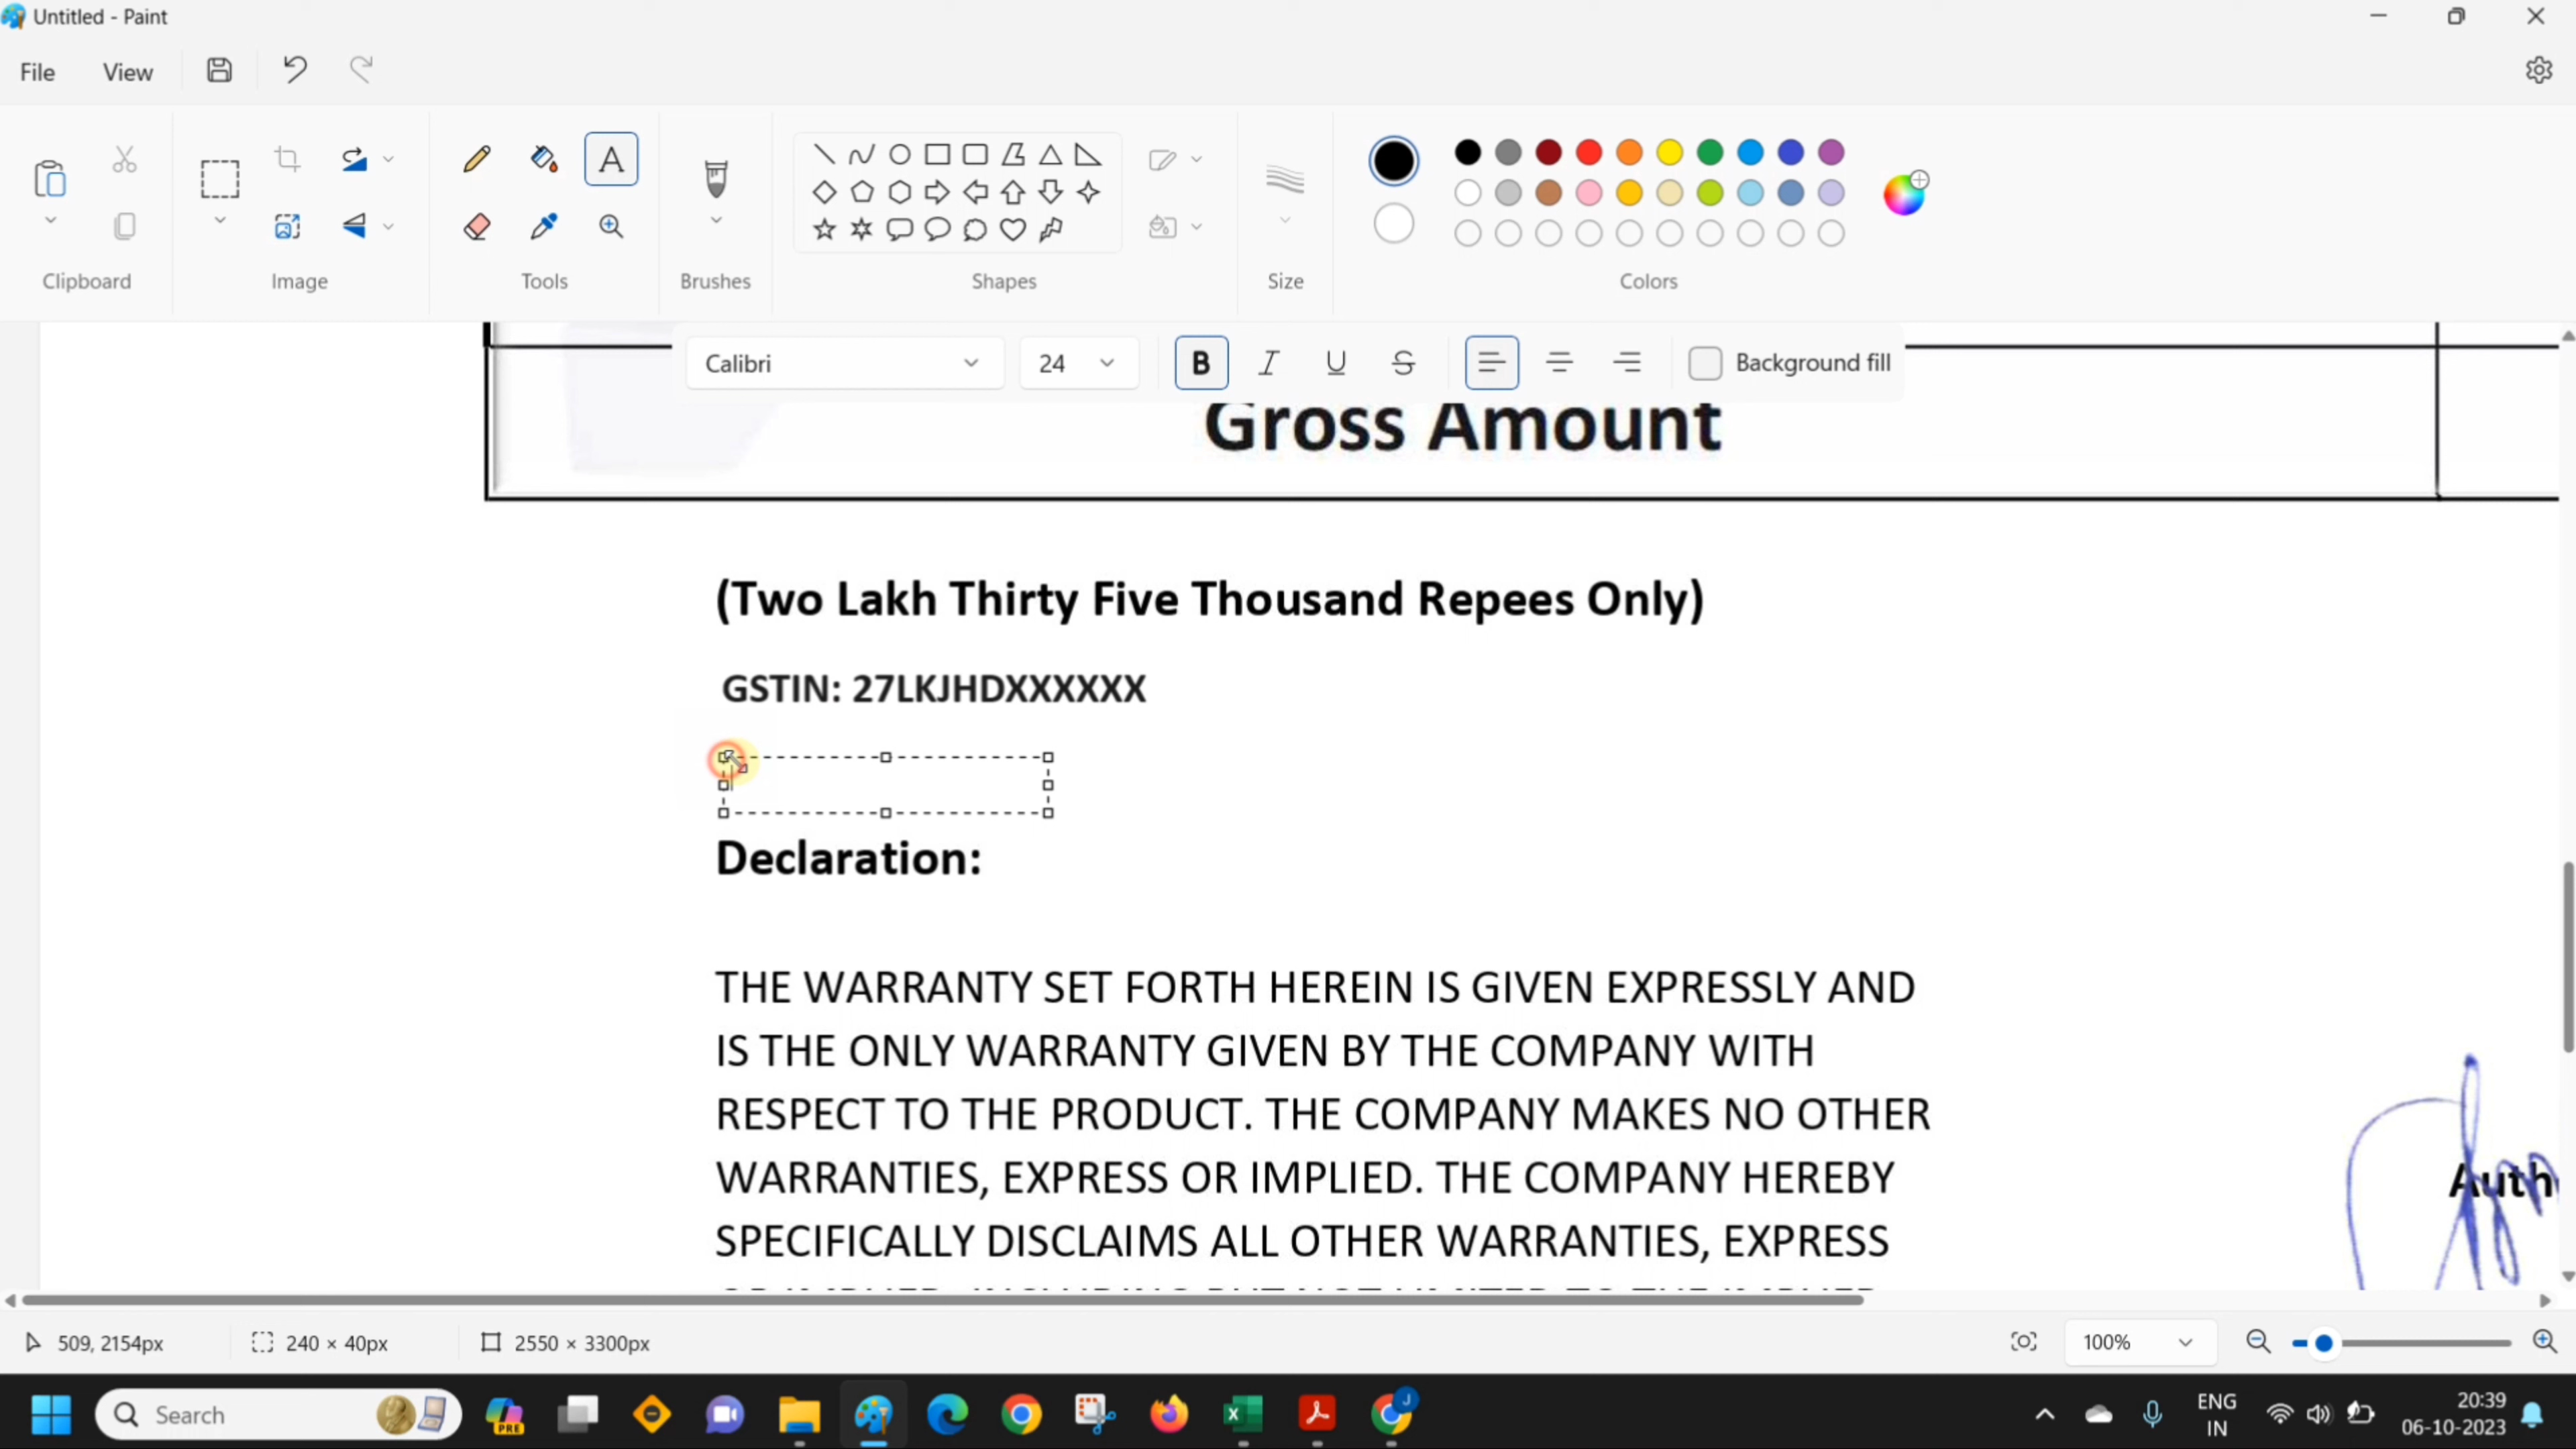 Untitled - Paint
File View
Clipboard Image Tools Brushes Shapes Size Colors
Calibri 24 B I U S Background fill
Gross Amount
(Two Lakh Thirty Five Thousand Repees Only)
GSTIN: 27LKJHDXXXXXX
Declaration:
THE WARRANTY SET FORTH HEREIN IS GIVEN EXPRESSLY AND
IS THE ONLY WARRANTY GIVEN BY THE COMPANY WITH
RESPECT TO THE PRODUCT. THE COMPANY MAKES NO OTHER
WARRANTIES, EXPRESS OR IMPLIED. THE COMPANY HEREBY
Auth
SPECIFICALLY DISCLAIMS ALL OTHER WARRANTIES, EXPRESS
509, 2154px 240 × 40px 2550 × 3300px 100%
Search PRE J ENG
IN
20:39
06-10-2023